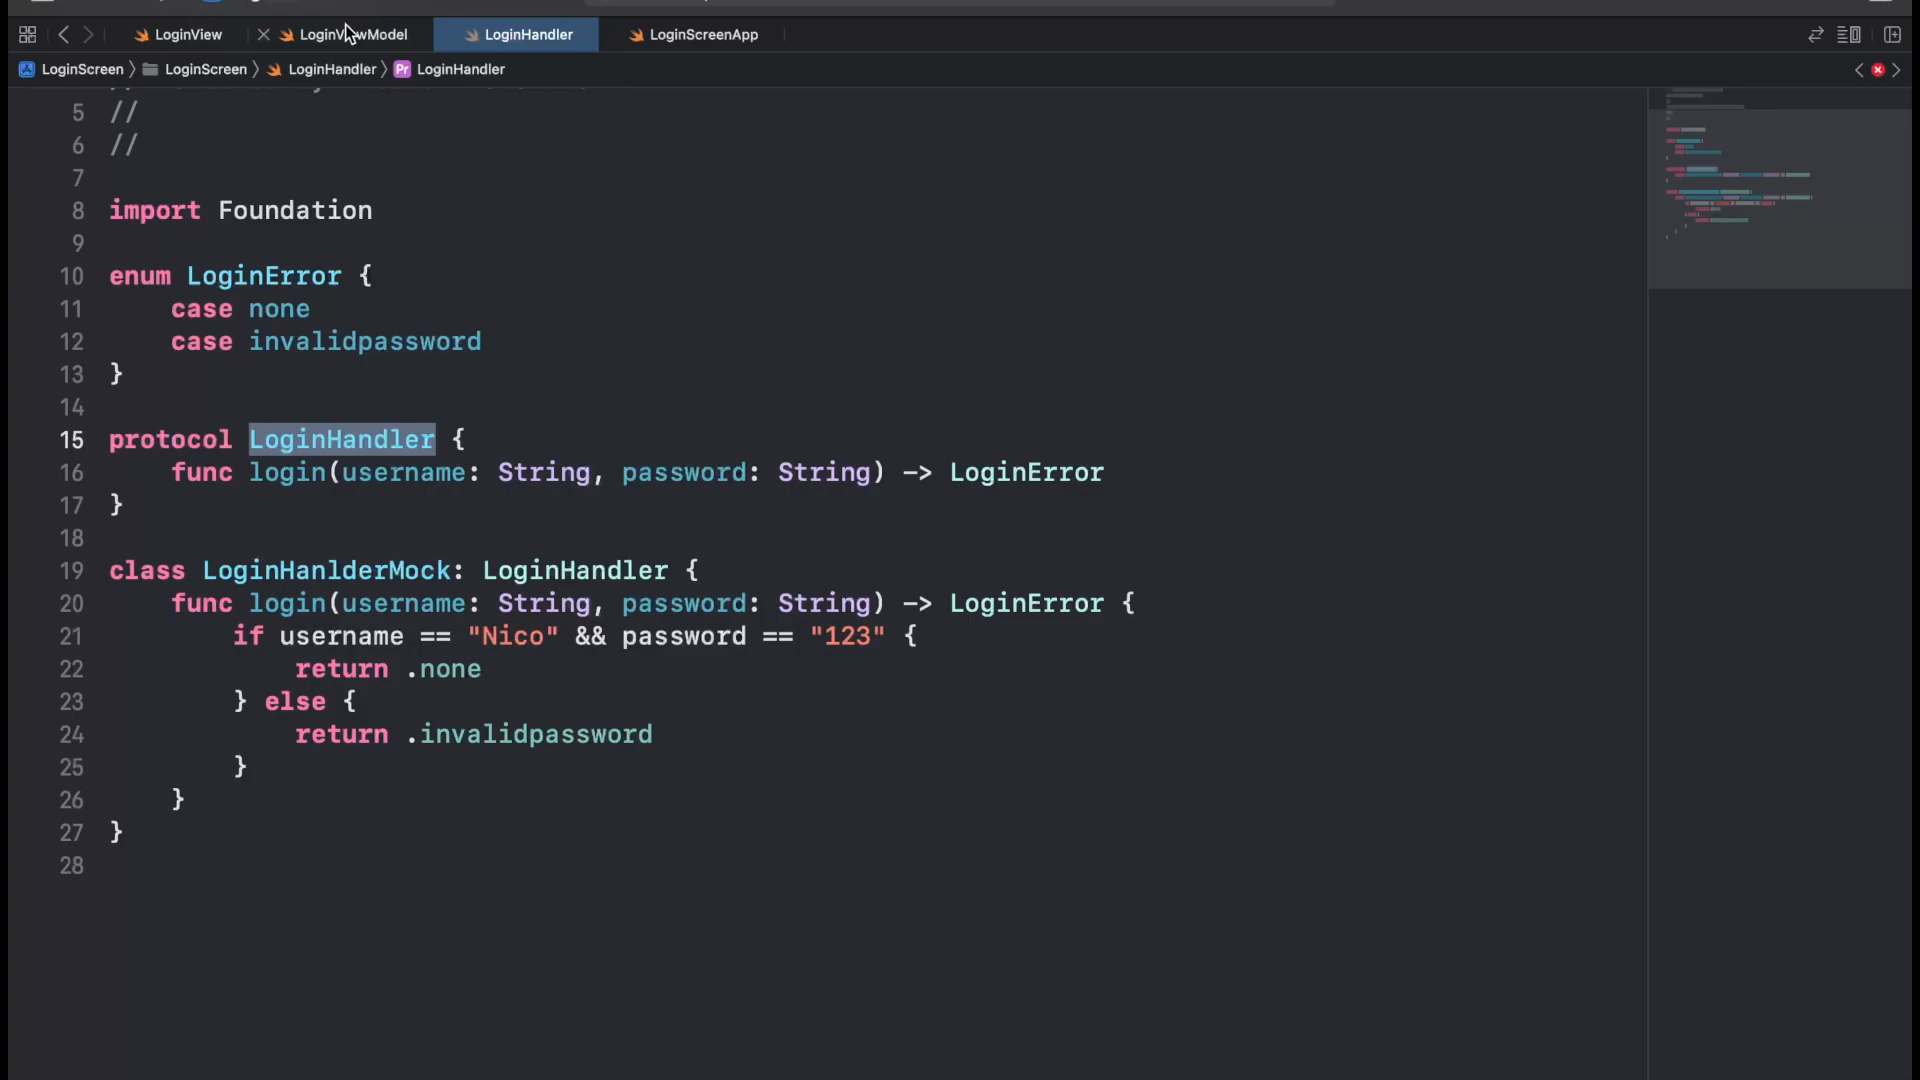 LoginView LoginViewModel LoginHandler LoginScreenApp
LoginScreen LoginScreen LoginHandler Pr LoginHandler
5 //
6 //
7
8 import Foundation
9
10 enum LoginError {
11 case none
12 case invalidpassword
13 }
14
15 protocol LoginHandler {
16 func login(username: String, password: String) -> LoginError
17 }
18
19 class LoginHanlderMock: LoginHandler {
20 func login(username: String, password: String) -> LoginError {
21 if username == "Nico" && password == "123" {
22 return .none
23 } else {
24 return .invalidpassword
25 }
26 }
27 }
28